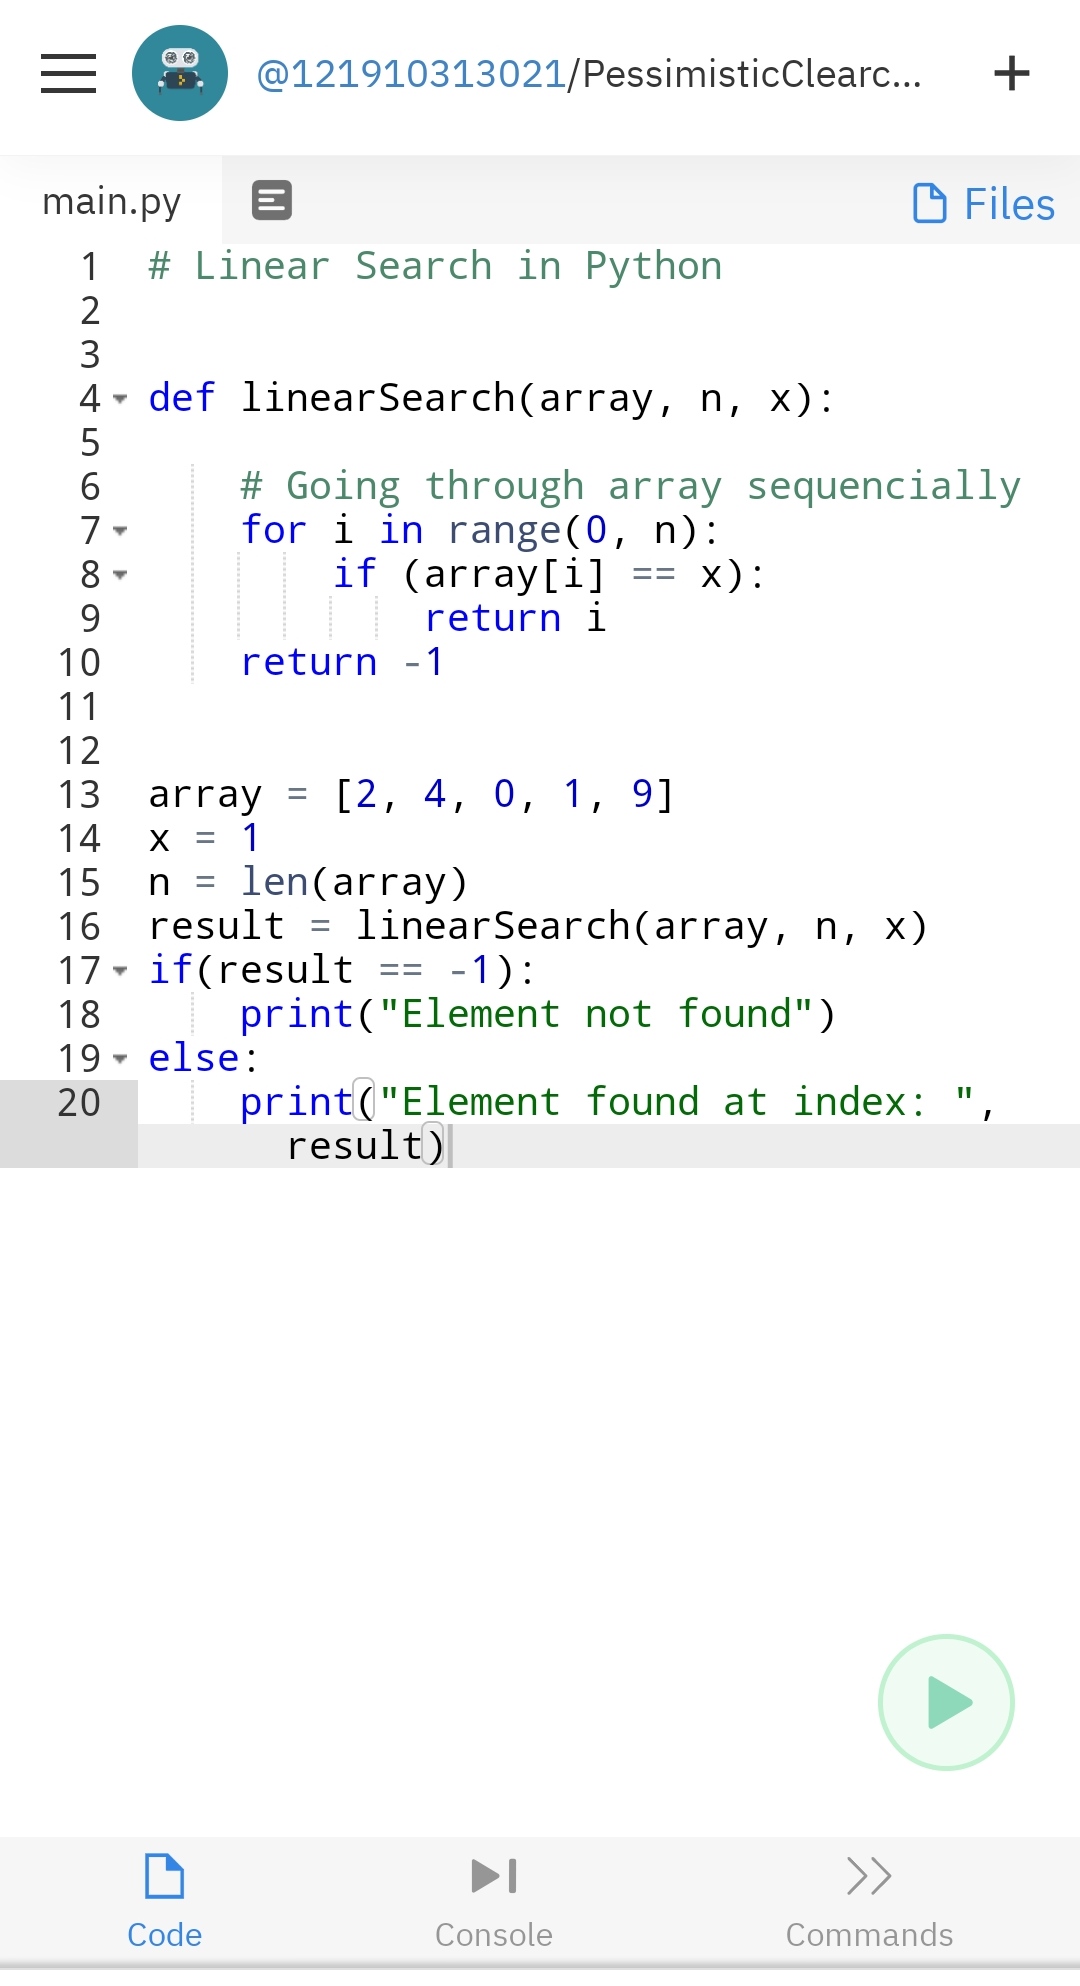 @121910313021/PessimisticClearc... +
main.py
Files
1 # Linear Search in Python
2
3
4 def linearSearch(array, n, x):
5
6     # Going through array sequencially
7     for i in range(0, n):
8         if (array[i] == x):
9             return i
10     return -1
11
12
13 array = [2, 4, 0, 1, 9]
14 x = 1
15 n = len(array)
16 result = linearSearch(array, n, x)
17 if(result == -1):
18     print("Element not found")
19 else:
20     print("Element found at index: ",
result)
Code Console Commands